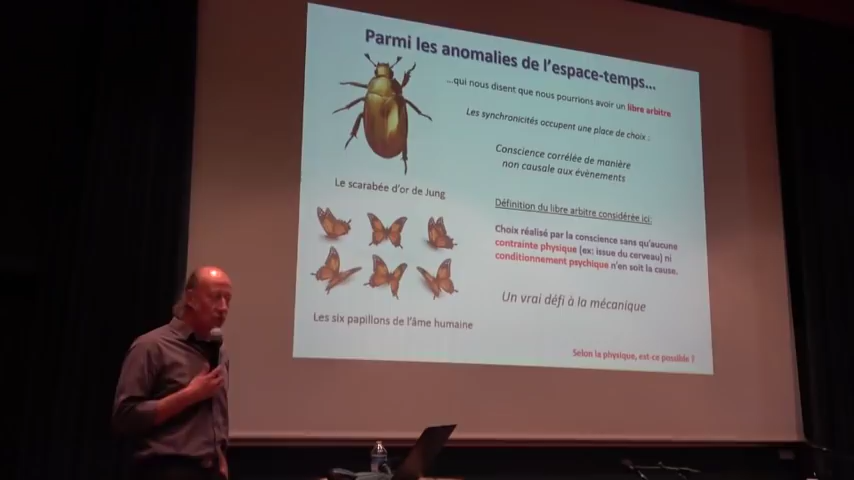 Parmi les anomalies de l'espace-temps...
...qui nous disent que nous pourrions avoir un libre arbitre
Les synchronicités occupent une place de choix :
Conscience corrélée de manière
non causale aux évènements
Le scarabée d'or de Jung
Définition du libre arbitre considérée ici:
Choix réalisé par la conscience sans qu'aucune
contrainte physique (ex: issue du cerveau) ni
conditionnement psychique n'en soit la cause.
Un vrai défi à la mécanique
Les six papillons de l'âme humaine
Selon la physique, est-ce possible ?